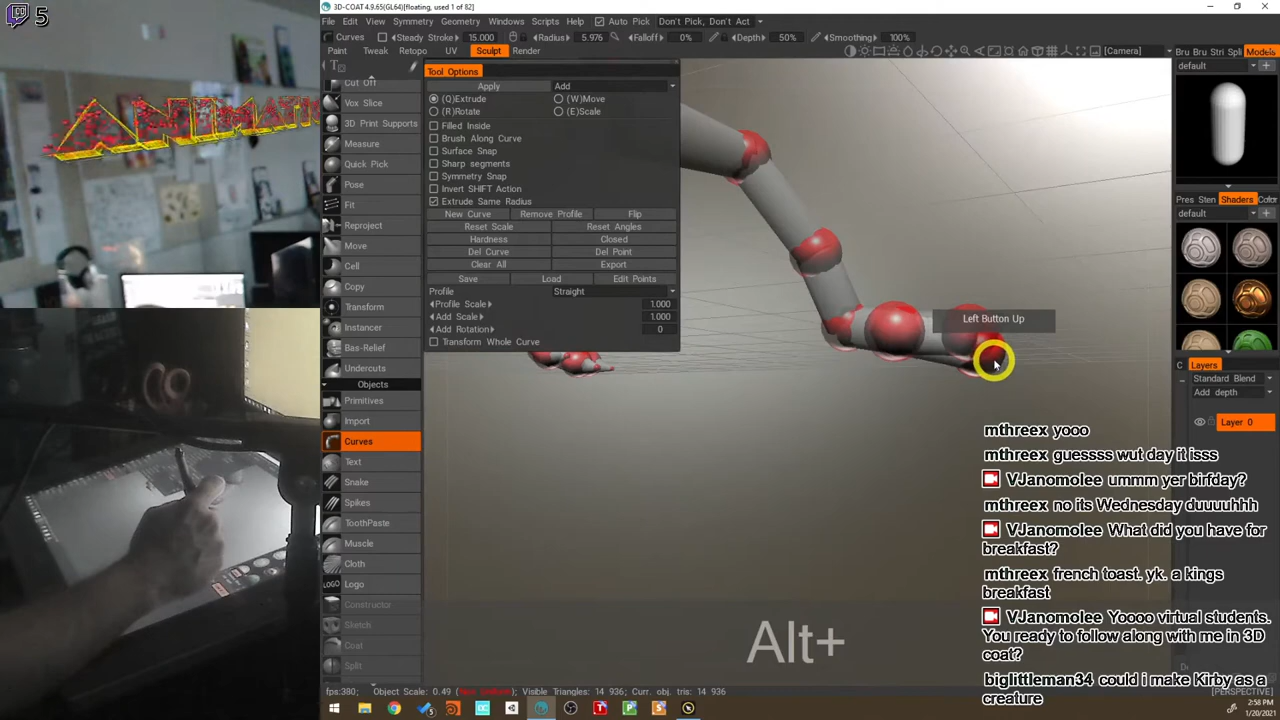 5
3D-COAT 4.9.65(GL64)[floating, used 1 of 82]
File Edit View Symmetry Geometry Windows Scripts Help Auto Pick Don't Pick, Don't Act
Curves Steady Stroke 15.000 Radius 5.976 Falloff 0% Depth 50% Smoothing 100%
Paint Tweak Retopo UV Sculpt Render [Camera] Bru Bru Stri Spli Models
Tool Options
default
Apply Add
(Q)Extrude (W)Move
(R)Rotate (E)Scale
Filled Inside
Brush Along Curve
Surface Snap
Sharp segments
Symmetry Snap
Invert SHIFT Action
Extrude Same Radius
New Curve Remove Profile Flip
Reset Scale Reset Angles
Hardness Closed
Del Curve Del Point
Clear All Export
Save Load Edit Points
Profile Straight
Profile Scale 1.000
Add Scale 1.000
Add Rotation 0
Transform Whole Curve
Cut Off
Vox Slice
3D Print Supports
Measure
Quick Pick
Pose
Fit
Reproject
Move
Cell
Copy
Transform
Instancer
Bas-Relief
Undercuts
Objects
Primitives
Import
Curves
Text
Snake
Spikes
ToothPaste
Muscle
Cloth
LOGO Logo
Constructor
Sketch
Coat
Split
Pres Sten Shaders Color
default
C Layers
Standard Blend
Add depth
Layer 0
Left Button Up
mthreex yooo
mthreex guessss wut day it isss
VJanomolee ummm yer birfday?
mthreex no its Wednesday duuuuhhh
VJanomolee What did you have for
breakfast?
mthreex french toast. yk. a kings
breakfast
VJanomolee Yoooo virtual students.
You ready to follow along with me in 3D
coat?
biglittleman34 could i make Kirby as a
creature
Alt+
fps:380; Object Scale: 0.49 Visible Triangles: 14 936; Curr. obj. tris: 14 936
[PERSPECTIVE]
2:58 PM
1/20/2021